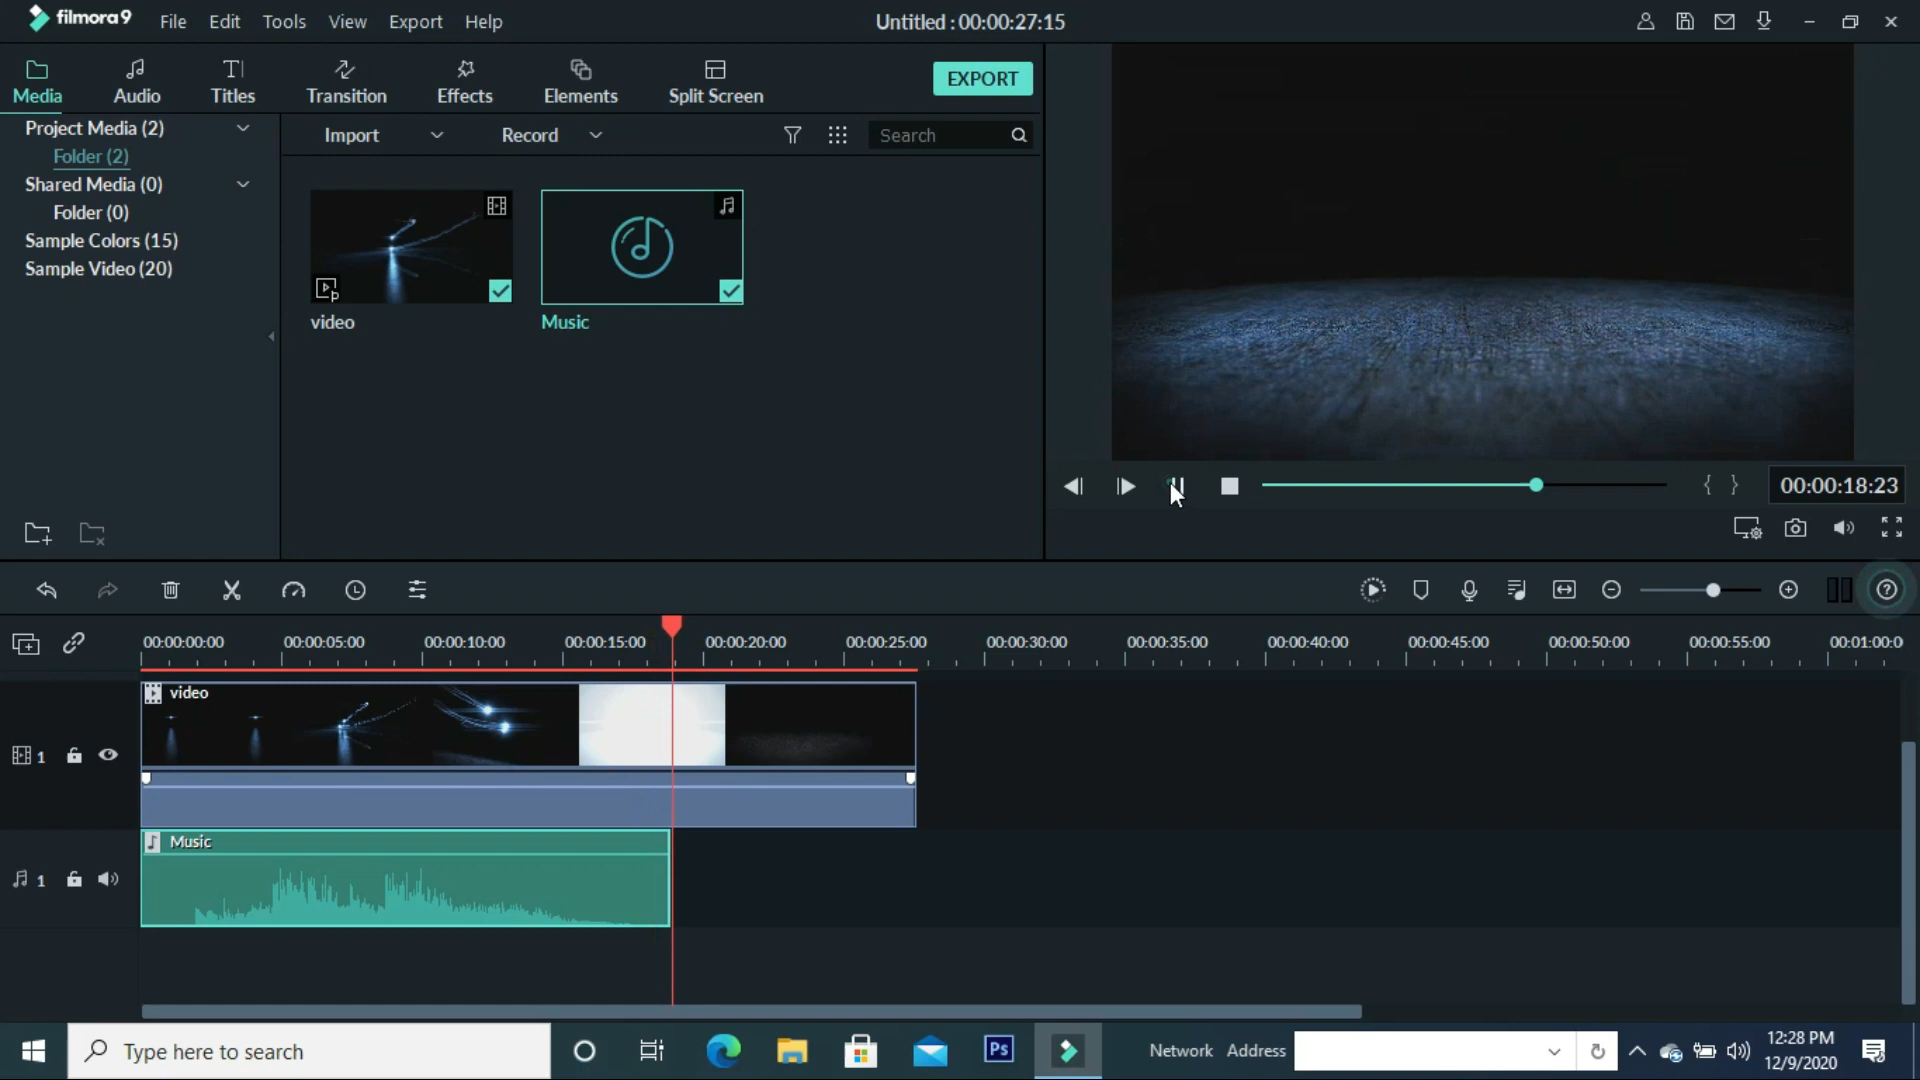 filmora9 File Edit Tools View Export Help Untitled : 00:00:27:15
Media Audio Titles Transition Effects Elements Split Screen EXPORT
Project Media (2)
Folder (2)
Shared Media (0)
Folder (0)
Sample Colors (15)
Sample Video (20)
Import Record Search
video Music
{ } 00:00:18:23
00:00:00:00 00:00:05:00 00:00:10:00 00:00:15:00 00:00:20:00 00:00:25:00 00:00:30:00 00:00:35:00 00:00:40:00 00:00:45:00 00:00:50:00 00:00:55:00 00:01:00:0
video
1
Music
1
Type here to search Ps Network Address 12:28 PM
12/9/2020